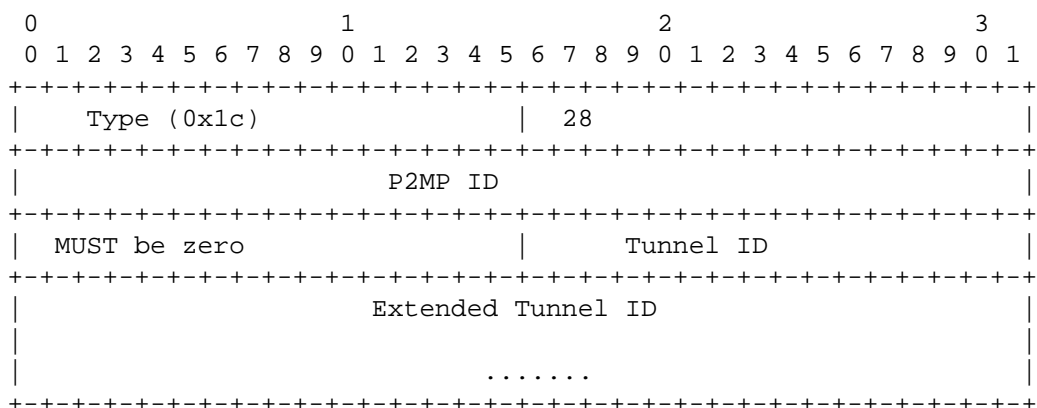 0                   1                   2                   3
 0 1 2 3 4 5 6 7 8 9 0 1 2 3 4 5 6 7 8 9 0 1 2 3 4 5 6 7 8 9 0 1
+-+-+-+-+-+-+-+-+-+-+-+-+-+-+-+-+-+-+-+-+-+-+-+-+-+-+-+-+-+-+-+-+
|    Type (0x1c)                |  28                           |
+-+-+-+-+-+-+-+-+-+-+-+-+-+-+-+-+-+-+-+-+-+-+-+-+-+-+-+-+-+-+-+-+
|                       P2MP ID                                 |
+-+-+-+-+-+-+-+-+-+-+-+-+-+-+-+-+-+-+-+-+-+-+-+-+-+-+-+-+-+-+-+-+
|  MUST be zero                 |      Tunnel ID                |
+-+-+-+-+-+-+-+-+-+-+-+-+-+-+-+-+-+-+-+-+-+-+-+-+-+-+-+-+-+-+-+-+
|                      Extended Tunnel ID                       |
|                                                               |
|                             .......                           |
+-+-+-+-+-+-+-+-+-+-+-+-+-+-+-+-+-+-+-+-+-+-+-+-+-+-+-+-+-+-+-+-+